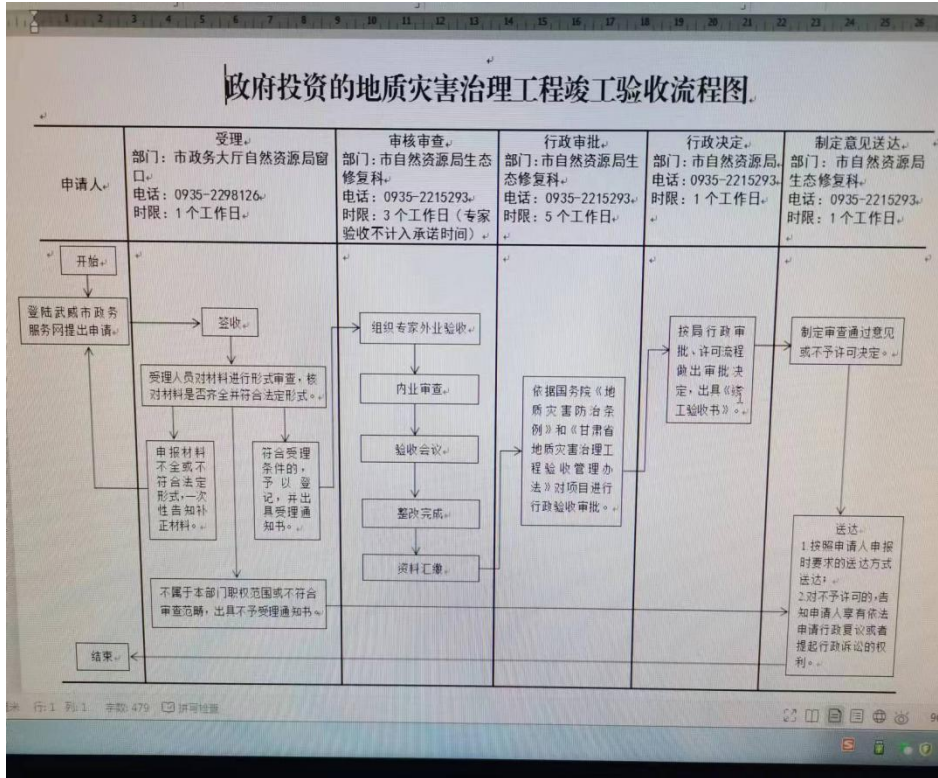 政府投资的地质灾害治理工程竣工验收流程图
申请人
受理
部门：市政务大厅自然资源局窗
口
电话：0935-2298126
时限：1个工作日
审核审查
部门：市自然资源局生态
修复科
电话：0935-2215293
时限：3个工作日（专家
验收不计入承诺时间）
行政审批
部门：市自然资源局生
态修复科
电话：0935-2215293
时限：5个工作日
行政决定
部门：市自然资源局
电话：0935-2215293
时限：1个工作日
制定意见送达
部门：市自然资源局
生态修复科
电话：0935-2215293
时限：1个工作日
开始
登陆武威市政务
服务网提出申请
签收
受理人员对材料进行形式审查，核
对材料是否齐全并符合法定形式。
申报材料
不全或不
符合法定
形式，一次
性告知补
正材料。
符合受理
条件的，
予以登
记，并出
具受理通
知书。
不属于本部门职权范围或不符合
审查范畴，出具不予受理通知书
组织专家外业验收
内业审查
验收会议
整改完成
资料汇缴
依据国务院《地
质灾害防治条
例》和《甘肃省
地质灾害治理工
程验收管理办
法》对项目进行
行政验收审批。
按局行政审
批、许可流程
做出审批决
定，出具《竣
工验收书》。
制定审查通过意见
或不予许可决定。
送达
1.按照申请人申报
时要求的送达方式
送达；
2.对不予许可的，告
知申请人享有依法
申请行政复议或者
提起行政诉讼的权
利。
结束
行:1 列:1 字数:479 拼写检查